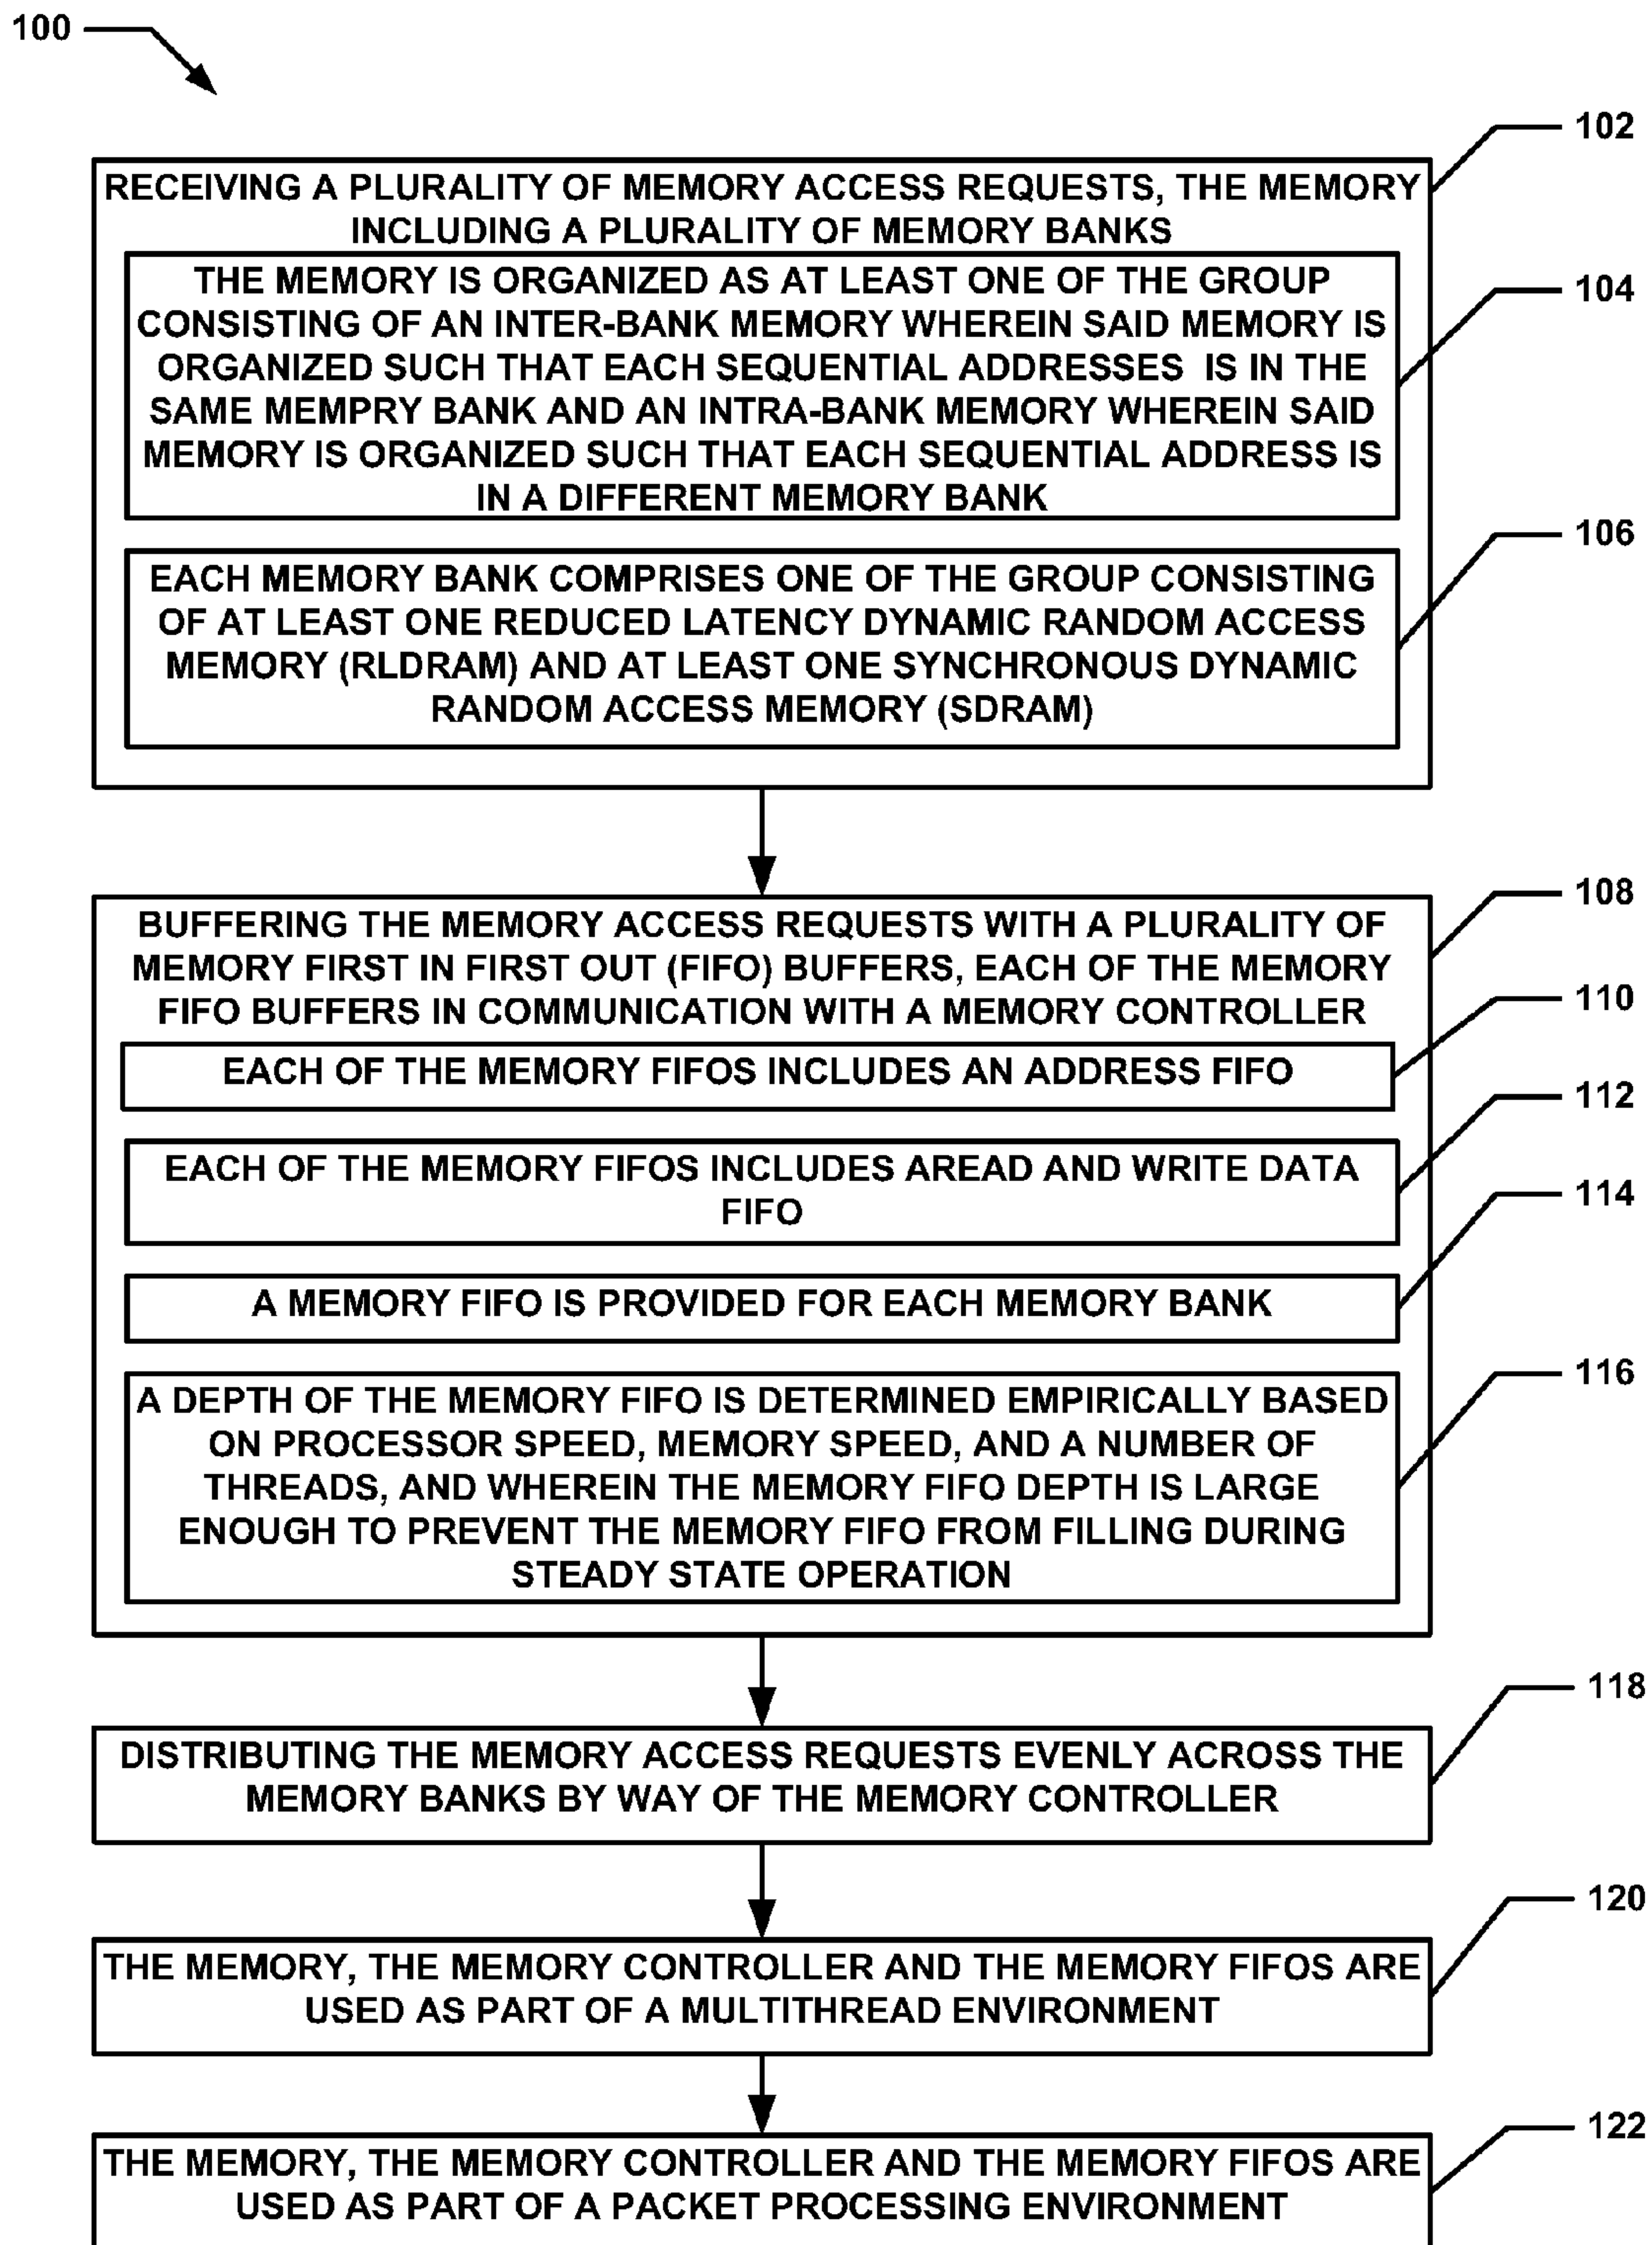 100
102
RECEIVING A PLURALITY OF MEMORY ACCESS REQUESTS, THE MEMORY
INCLUDING A PLURALITY OF MEMORY BANKS
104
THE MEMORY IS ORGANIZED AS AT LEAST ONE OF THE GROUP
CONSISTING OF AN INTER-BANK MEMORY WHEREIN SAID MEMORY IS
ORGANIZED SUCH THAT EACH SEQUENTIAL ADDRESSES IS IN THE
SAME MEMPRY BANK AND AN INTRA-BANK MEMORY WHEREIN SAID
MEMORY IS ORGANIZED SUCH THAT EACH SEQUENTIAL ADDRESS IS
IN A DIFFERENT MEMORY BANK
106
EACH MEMORY BANK COMPRISES ONE OF THE GROUP CONSISTING
OF AT LEAST ONE REDUCED LATENCY DYNAMIC RANDOM ACCESS
MEMORY (RLDRAM) AND AT LEAST ONE SYNCHRONOUS DYNAMIC
RANDOM ACCESS MEMORY (SDRAM)
108
BUFFERING THE MEMORY ACCESS REQUESTS WITH A PLURALITY OF
MEMORY FIRST IN FIRST OUT (FIFO) BUFFERS, EACH OF THE MEMORY
FIFO BUFFERS IN COMMUNICATION WITH A MEMORY CONTROLLER
110
EACH OF THE MEMORY FIFOS INCLUDES AN ADDRESS FIFO
112
EACH OF THE MEMORY FIFOS INCLUDES AREAD AND WRITE DATA
FIFO
114
A MEMORY FIFO IS PROVIDED FOR EACH MEMORY BANK
116
A DEPTH OF THE MEMORY FIFO IS DETERMINED EMPIRICALLY BASED
ON PROCESSOR SPEED, MEMORY SPEED, AND A NUMBER OF
THREADS, AND WHEREIN THE MEMORY FIFO DEPTH IS LARGE
ENOUGH TO PREVENT THE MEMORY FIFO FROM FILLING DURING
STEADY STATE OPERATION
118
DISTRIBUTING THE MEMORY ACCESS REQUESTS EVENLY ACROSS THE
MEMORY BANKS BY WAY OF THE MEMORY CONTROLLER
120
THE MEMORY, THE MEMORY CONTROLLER AND THE MEMORY FIFOS ARE
USED AS PART OF A MULTITHREAD ENVIRONMENT
122
THE MEMORY, THE MEMORY CONTROLLER AND THE MEMORY FIFOS ARE
USED AS PART OF A PACKET PROCESSING ENVIRONMENT